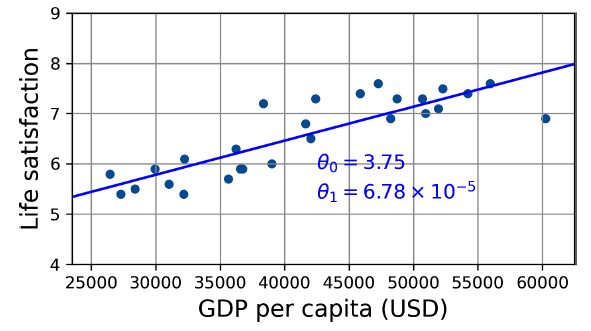 9
8
7
6
5
4
Life satisfaction
θ₀ = 3.75
θ₁ = 6.78 × 10⁻⁵
25000 30000 35000 40000 45000 50000 55000 60000
GDP per capita (USD)